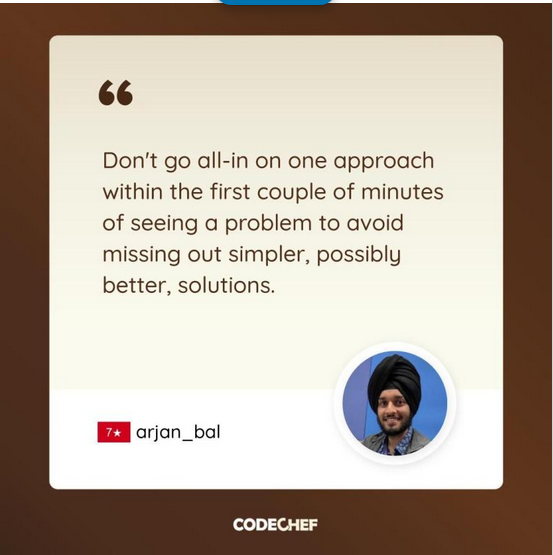 Don't go all-in on one approach
within the first couple of minutes
of seeing a problem to avoid
missing out simpler, possibly
better, solutions.
7★ arjan_bal
CODECHEF